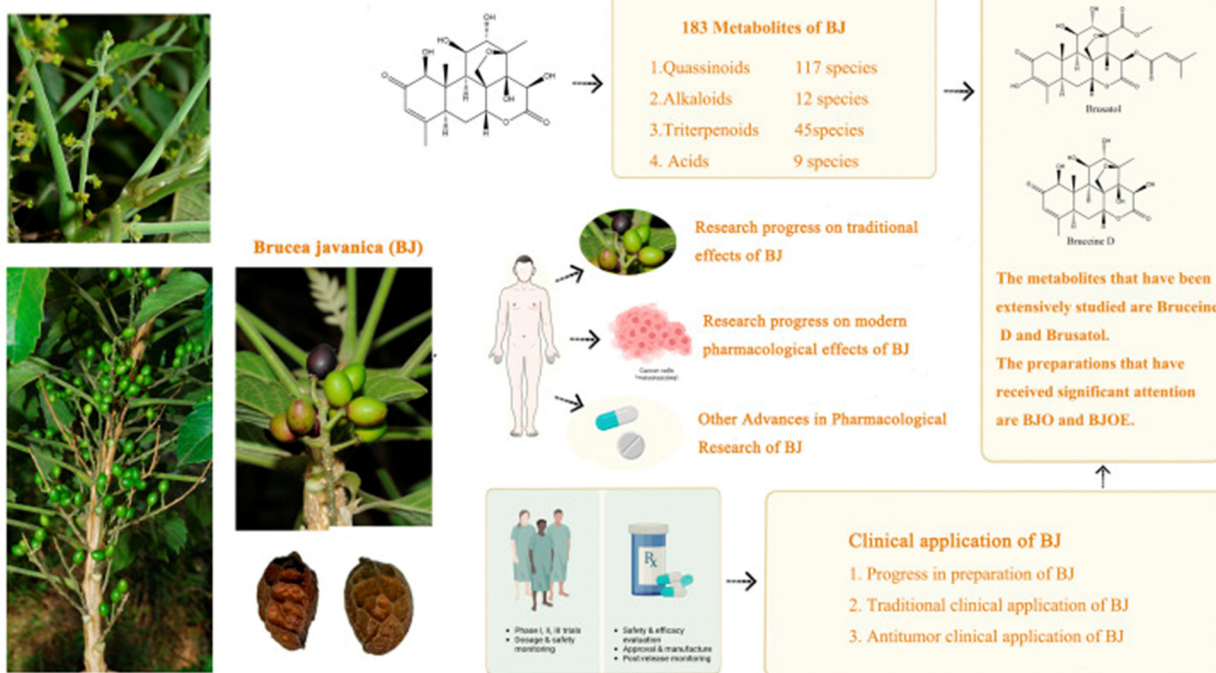 183 Metabolites of BJ
1.Quassinoids 117 species
2.Alkaloids 12 species
3.Triterpenoids 45species
4. Acids 9 species
Brusatol
Bruceine D
The metabolites that have been
extensively studied are Bruceine
D and Brusatol.
The preparations that have
received significant attention
are BJO and BJOE.
Brucea javanica (BJ)
Research progress on traditional
effects of BJ
Research progress on modern
pharmacological effects of BJ
Cancer cells
Other Advances in Pharmacological
Research of BJ
• Phase I, II, III trials
• Dosage & safety
monitoring
Rx
• Safety & efficacy
evaluation
• Approval & manufacture
• Post-release monitoring
Clinical application of BJ
1. Progress in preparation of BJ
2. Traditional clinical application of BJ
3. Antitumor clinical application of BJ